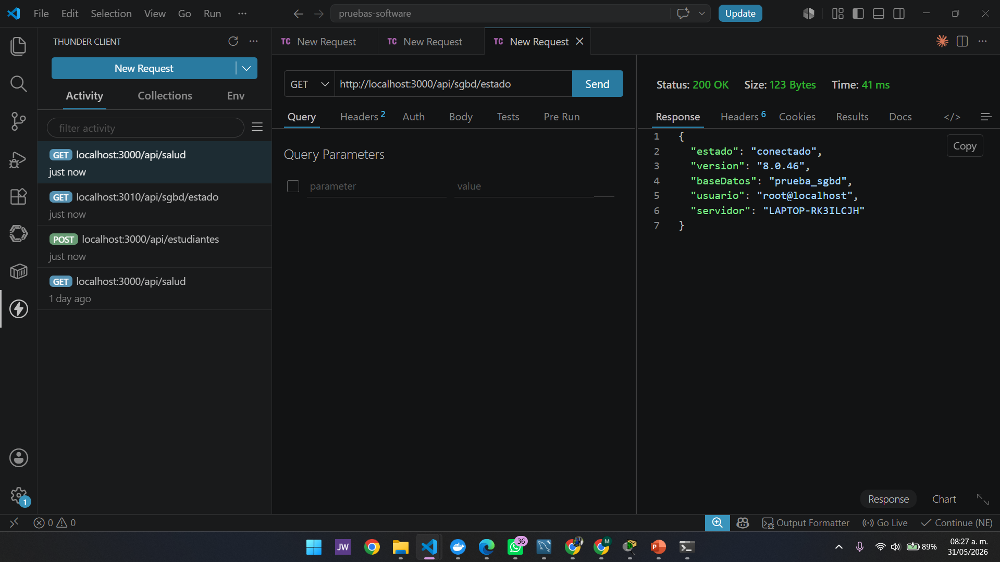 File Edit Selection View Go Run ···
pruebas-software
Update
THUNDER CLIENT
New Request
Activity Collections Env
filter activity
GET localhost:3000/api/salud
just now
GET localhost:3010/api/sgbd/estado
just now
POST localhost:3000/api/estudiantes
just now
GET localhost:3000/api/salud
1 day ago
TC New Request
TC New Request
TC New Request
GET http://localhost:3000/api/sgbd/estado Send
Query Headers 2 Auth Body Tests Pre Run
Query Parameters
parameter value
Status: 200 OK Size: 123 Bytes Time: 41 ms
Response Headers 6 Cookies Results Docs </>
Copy
1 {
2 "estado": "conectado",
3 "version": "8.0.46",
4 "baseDatos": "prueba_sgbd",
5 "usuario": "root@localhost",
6 "servidor": "LAPTOP-RK3ILCJH"
7 }
Response Chart
1
0 0
Output Formatter Go Live Continue (NE)
JW
36
M
P
89%
08:27 a. m.
31/05/2026